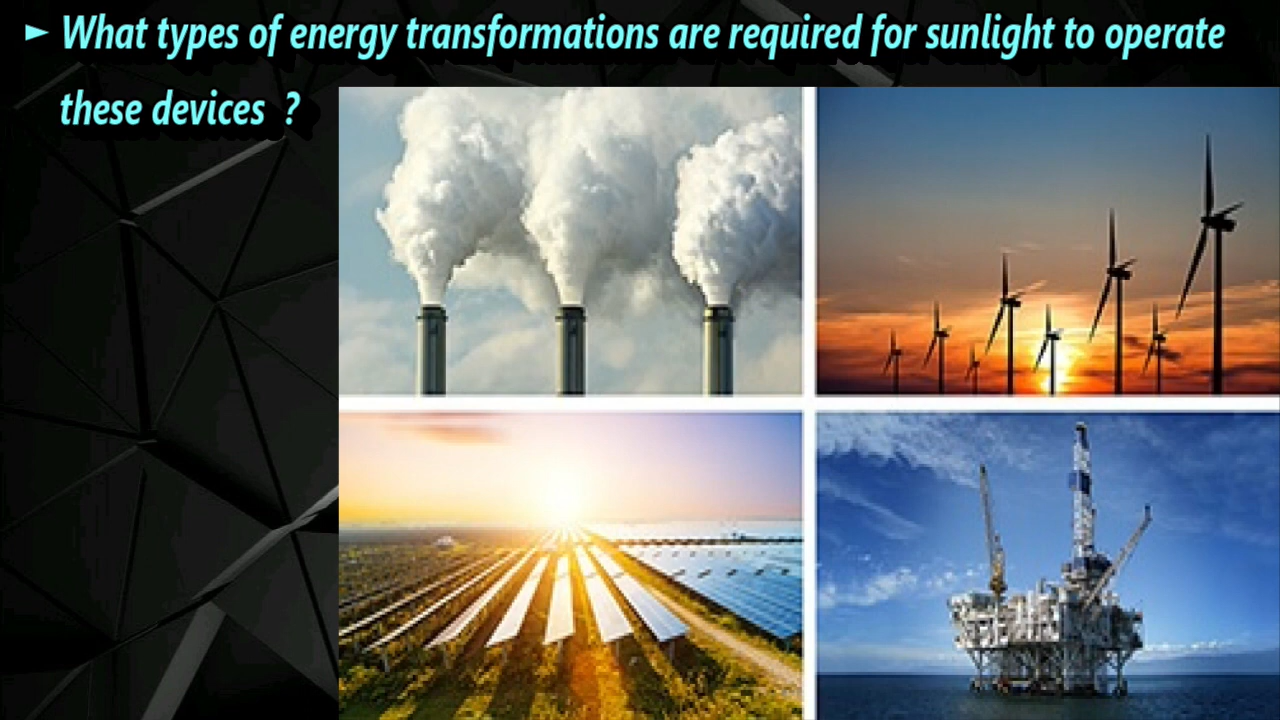 ► What types of energy transformations are required for sunlight to operate
these devices ?